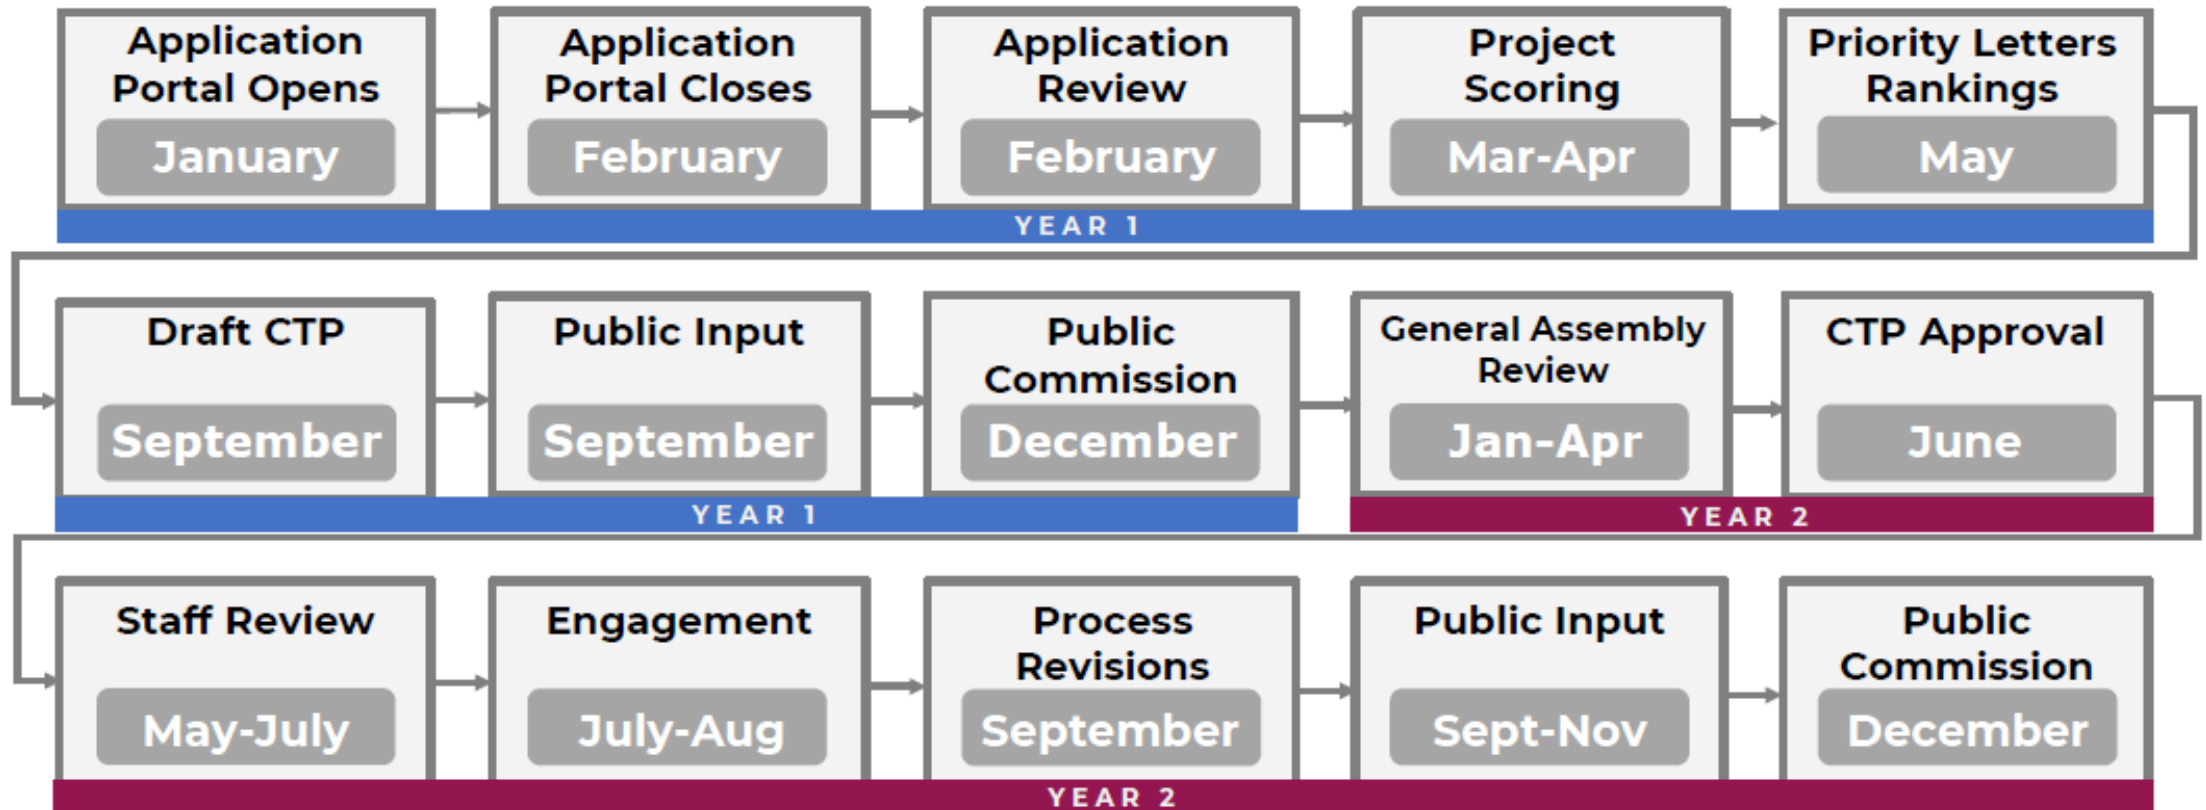 Application
Portal Opens
January
Application
Portal Closes
February
Application
Review
February
Project
Scoring
Mar-Apr
Priority Letters
Rankings
May
YEAR 1
Draft CTP
September
Public Input
September
Public
Commission
December
General Assembly
Review
Jan-Apr
CTP Approval
June
YEAR 1
YEAR 2
Staff Review
May-July
Engagement
July-Aug
Process
Revisions
September
Public Input
Sept-Nov
Public
Commission
December
YEAR 2